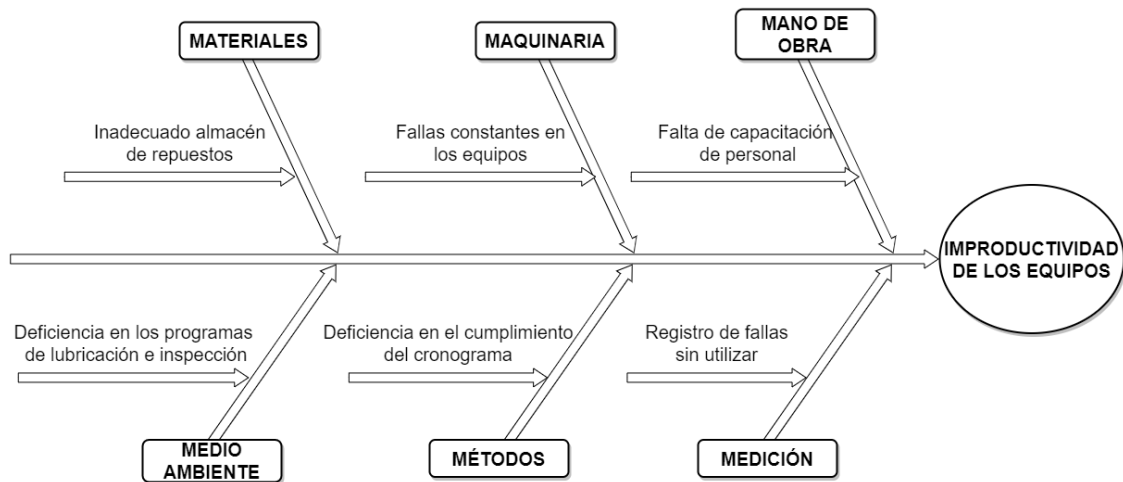 MATERIALES
MAQUINARIA
MANO DE
OBRA
Inadecuado almacén
de repuestos
Fallas constantes en
los equipos
Falta de capacitación
de personal
IMPRODUCTIVIDAD
DE LOS EQUIPOS
Deficiencia en los programas
de lubricación e inspección
Deficiencia en el cumplimiento
del cronograma
Registro de fallas
sin utilizar
MEDIO
AMBIENTE
MÉTODOS
MEDICIÓN